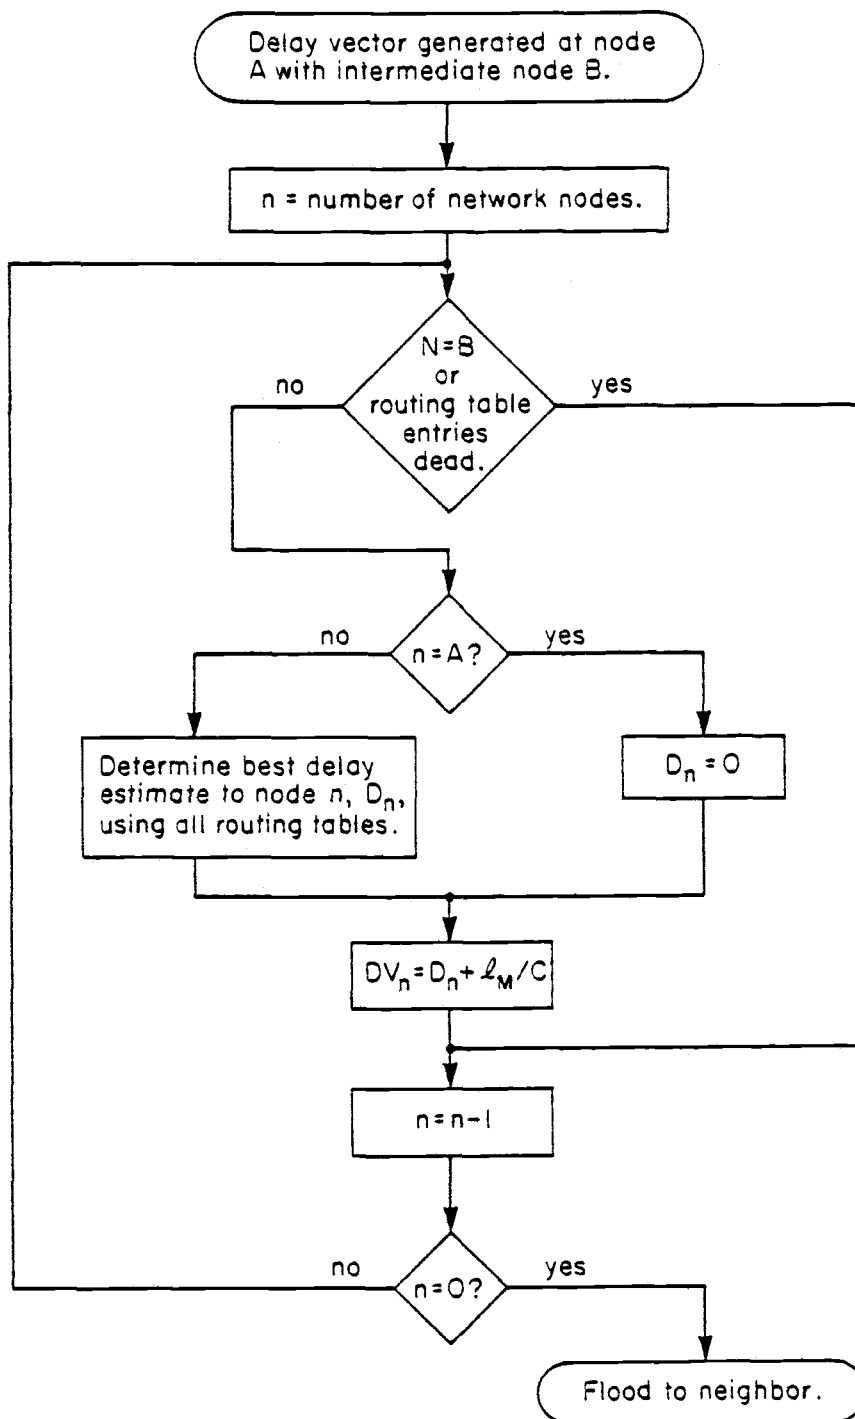 Delay vector generated at node
A with intermediate node B.
n = number of network nodes.
N=B
or
routing table
entries
dead.
no
yes
n=A?
no
yes
Determine best delay
estimate to node n, Dₙ,
using all routing tables.
Dₙ = 0
DVₙ=Dₙ+ ℓ_M/C
n=n-1
n=0?
no
yes
Flood to neighbor.